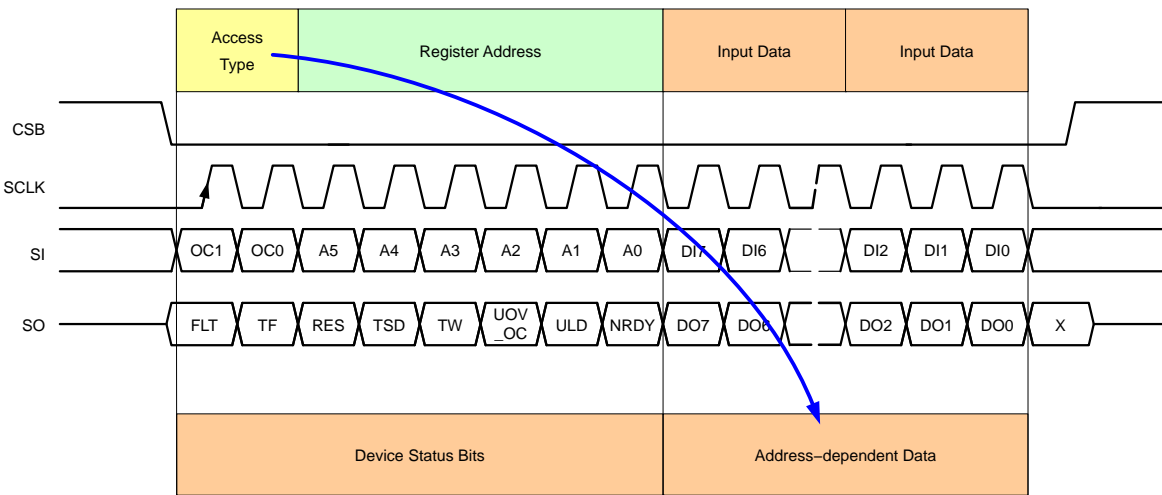 Access
Type
Register Address
Input Data
Input Data
CSB
SCLK
SI
OC1 OC0 A5 A4 A3 A2 A1 A0 DI7 DI6 DI2 DI1 DI0
SO
FLT TF RES TSD TW UOV
_OC ULD NRDY DO7 DO6 DO2 DO1 DO0 X
Device Status Bits
Address−dependent Data